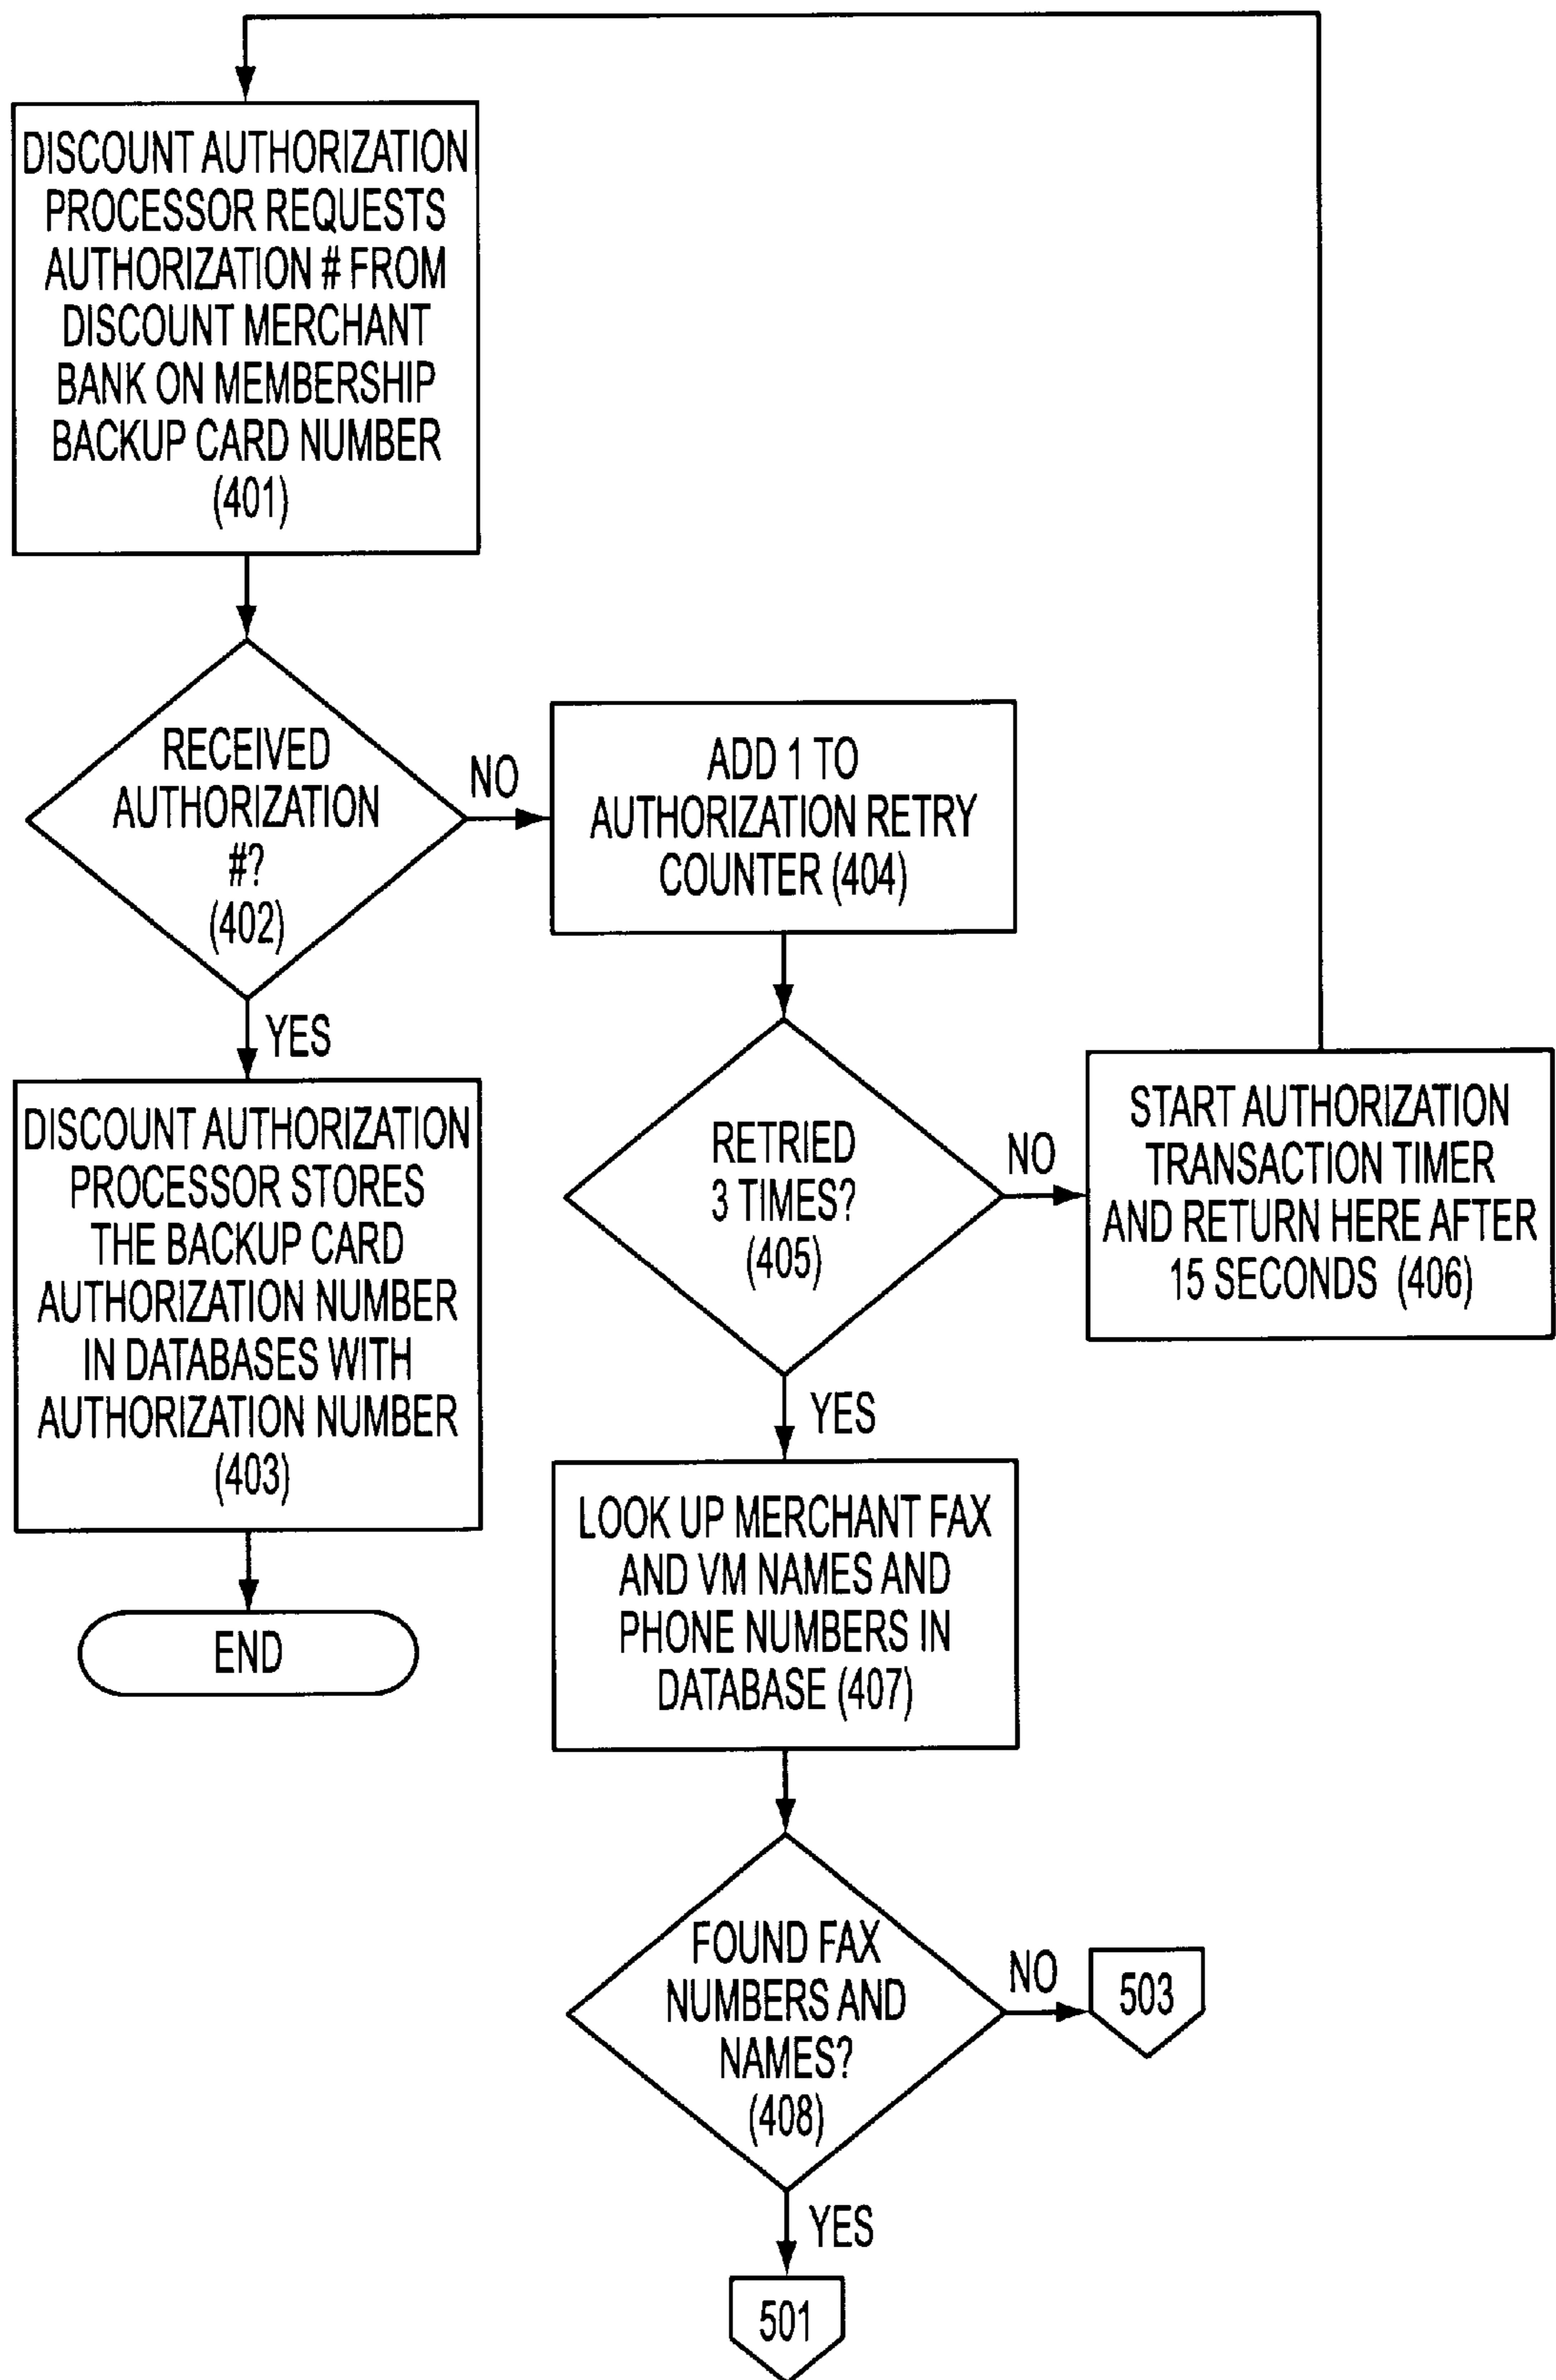 DISCOUNT AUTHORIZATION
PROCESSOR REQUESTS
AUTHORIZATION # FROM
DISCOUNT MERCHANT
BANK ON MEMBERSHIP
BACKUP CARD NUMBER
(401)
RECEIVED
AUTHORIZATION
#?
(402)
NO
ADD 1 TO
AUTHORIZATION RETRY
COUNTER (404)
YES
DISCOUNT AUTHORIZATION
PROCESSOR STORES
THE BACKUP CARD
AUTHORIZATION NUMBER
IN DATABASES WITH
AUTHORIZATION NUMBER
(403)
END
RETRIED
3 TIMES?
(405)
NO
START AUTHORIZATION
TRANSACTION TIMER
AND RETURN HERE AFTER
15 SECONDS (406)
YES
LOOK UP MERCHANT FAX
AND VM NAMES AND
PHONE NUMBERS IN
DATABASE (407)
FOUND FAX
NUMBERS AND
NAMES?
(408)
NO
503
YES
501